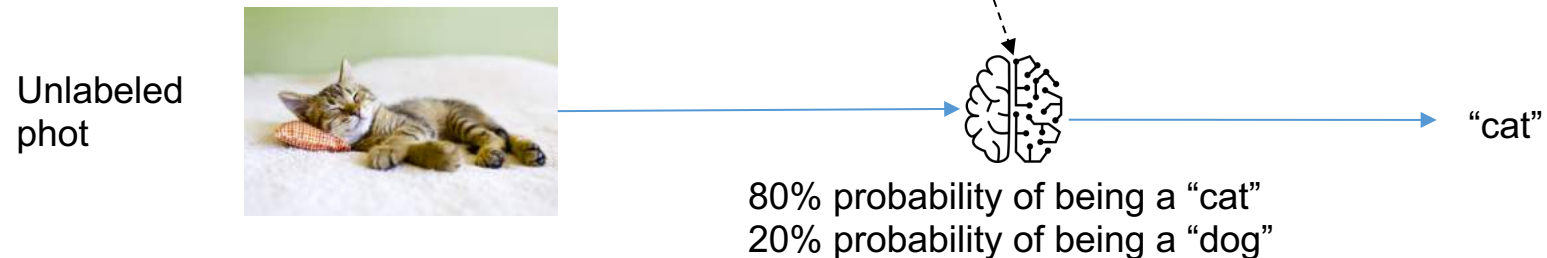 Unlabeled
phot
“cat”
80% probability of being a “cat”
20% probability of being a “dog”